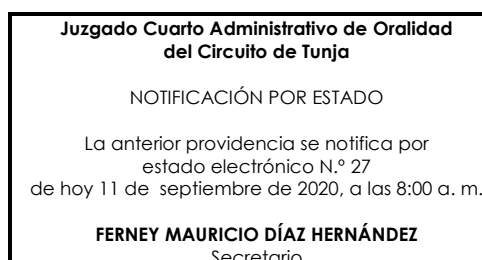 Juzgado Cuarto Administrativo de Oralidad
del Circuito de Tunja
NOTIFICACIÓN POR ESTADO
La anterior providencia se notifica por
estado electrónico N.º 27
de hoy 11 de septiembre de 2020, a las 8:00 a. m.
FERNEY MAURICIO DÍAZ HERNÁNDEZ
Secretario